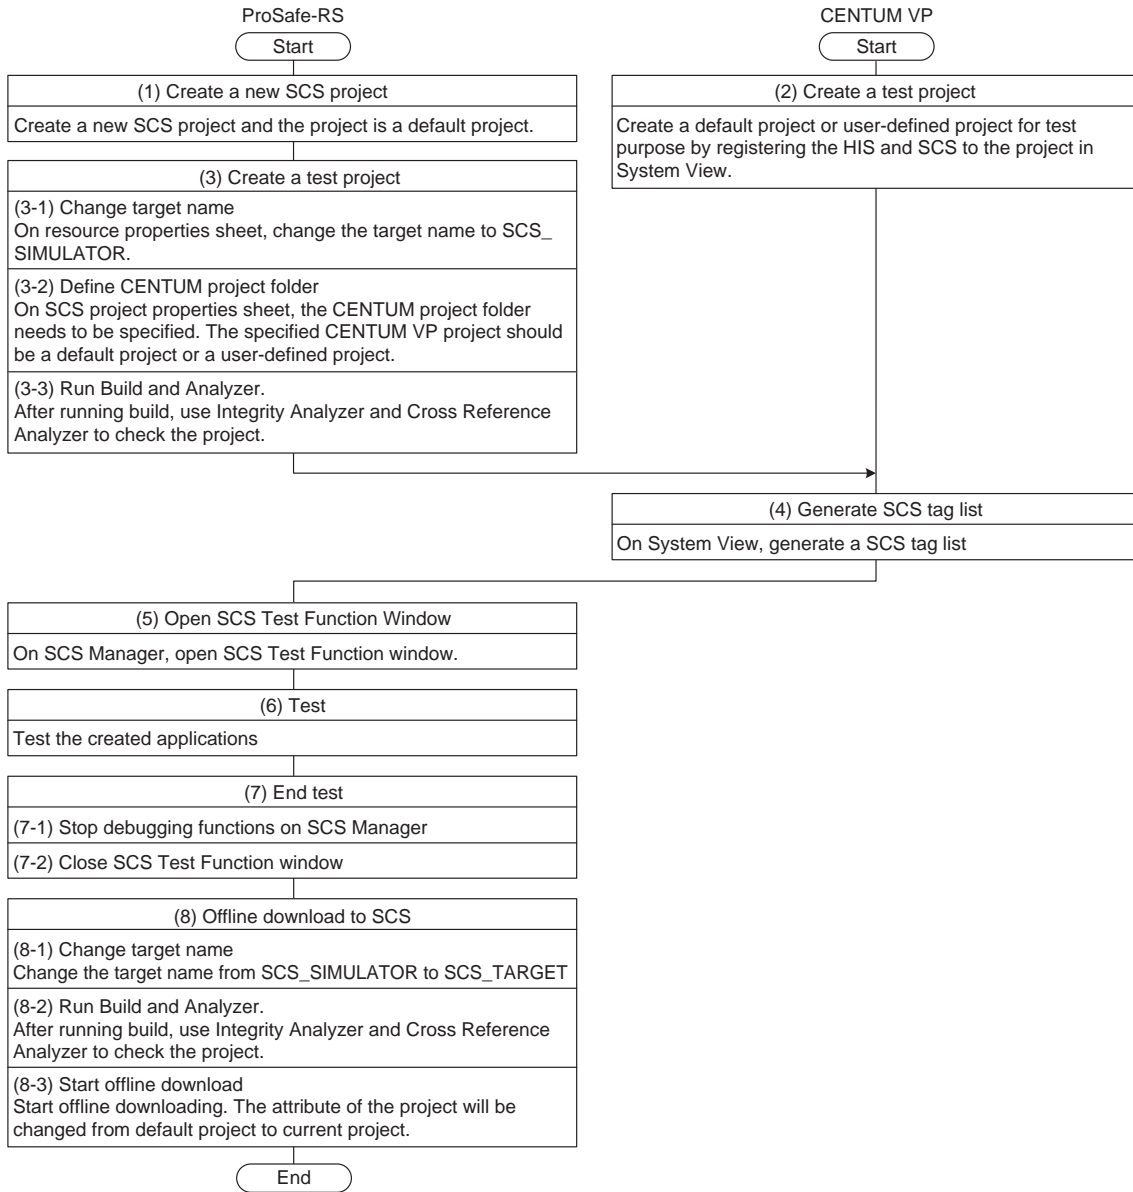 ProSafe-RS
CENTUM VP
Start
Start
(1) Create a new SCS project
Create a new SCS project and the project is a default project.
(2) Create a test project
Create a default project or user-defined project for test
purpose by registering the HIS and SCS to the project in
System View.
(3) Create a test project
(3-1) Change target name
On resource properties sheet, change the target name to SCS_
SIMULATOR.
(3-2) Define CENTUM project folder
On SCS project properties sheet, the CENTUM project folder
needs to be specified. The specified CENTUM VP project should
be a default project or a user-defined project.
(3-3) Run Build and Analyzer.
After running build, use Integrity Analyzer and Cross Reference
Analyzer to check the project.
(4) Generate SCS tag list
On System View, generate a SCS tag list
(5) Open SCS Test Function Window
On SCS Manager, open SCS Test Function window.
(6) Test
Test the created applications
(7) End test
(7-1) Stop debugging functions on SCS Manager
(7-2) Close SCS Test Function window
(8) Offline download to SCS
(8-1) Change target name
Change the target name from SCS_SIMULATOR to SCS_TARGET
(8-2) Run Build and Analyzer.
After running build, use Integrity Analyzer and Cross Reference
Analyzer to check the project.
(8-3) Start offline download
Start offline downloading. The attribute of the project will be
changed from default project to current project.
End